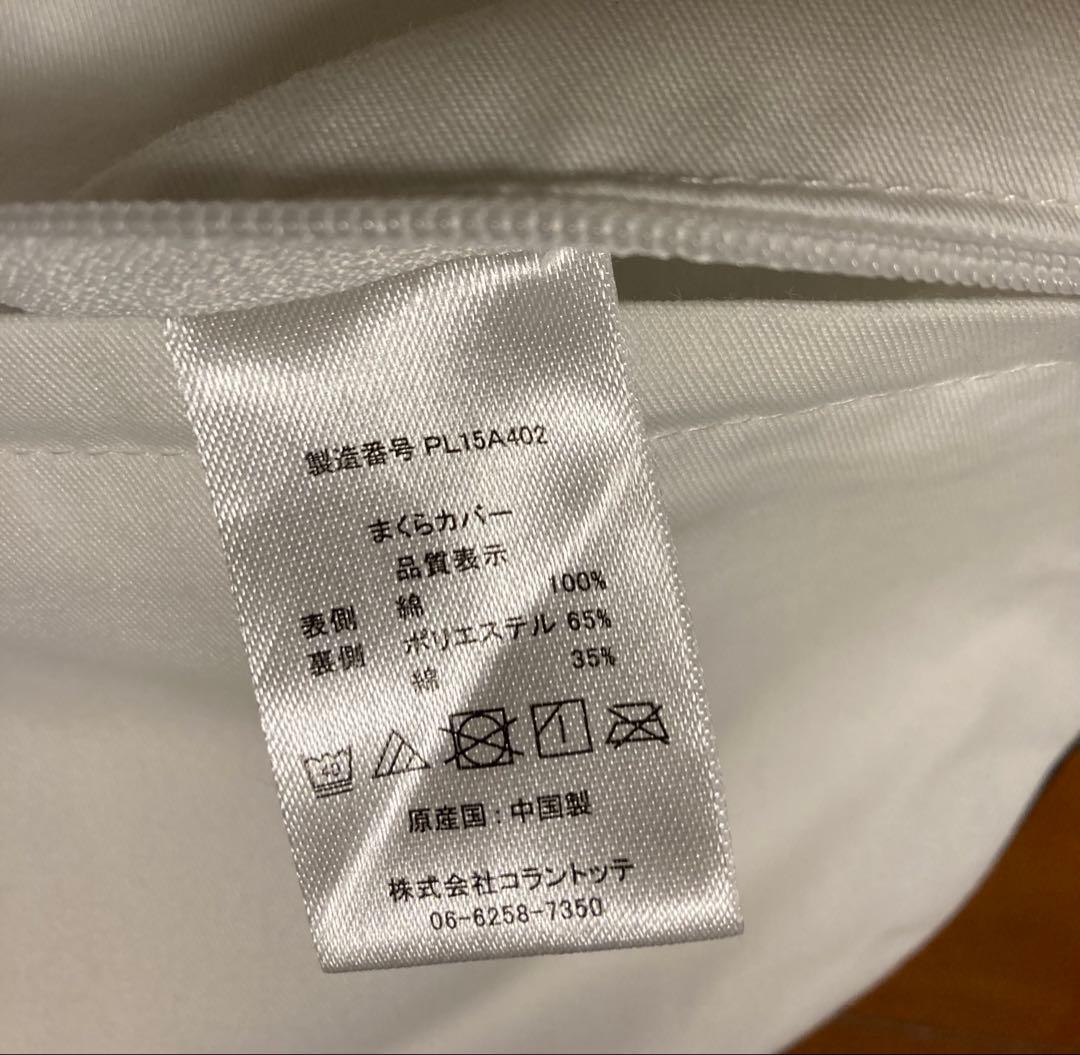 製造番号 PL15A402
まくらカバー
品質表示
表側 綿 100%
裏側 ポリエステル 65%
綿 35%
40
原産国：中国製
株式会社コラントッテ
06-6258-7350